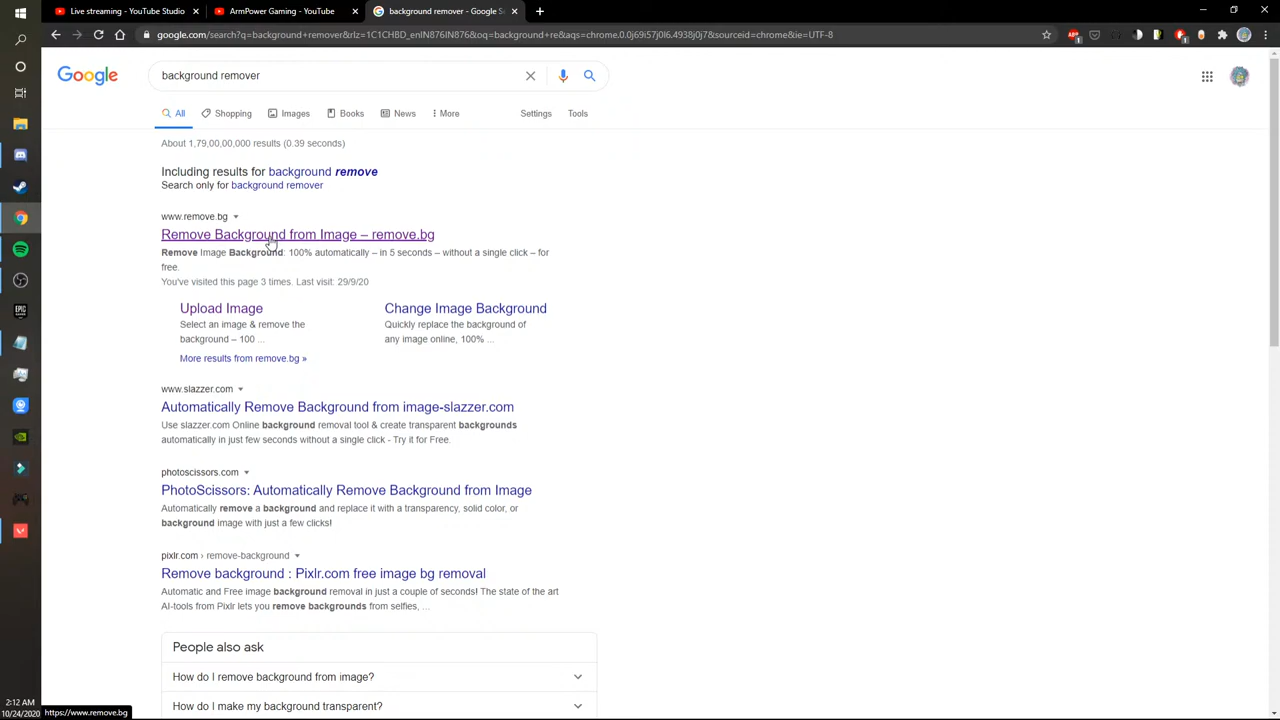 Live streaming - YouTube Studio
ArmPower Gaming - YouTube
background remover - Google S
google.com/search?q=background+remover&rlz=1C1CHBD_enIN876IN876&oq=background+re&aqs=chrome.0.0j69i57j0l6.4938j0j7&sourceid=chrome&ie=UTF-8
Google
background remover
All
Shopping
Images
Books
News
More
Settings
Tools
About 1,79,00,00,000 results (0.39 seconds)
Including results for background remove
Search only for background remover
www.remove.bg
Remove Background from Image – remove.bg
Remove Image Background: 100% automatically – in 5 seconds – without a single click – for
free.
You've visited this page 3 times. Last visit: 29/9/20
Upload Image
Select an image & remove the
background – 100 ...
Change Image Background
Quickly replace the background of
any image online, 100% ...
More results from remove.bg »
www.slazzer.com
Automatically Remove Background from image-slazzer.com
Use slazzer.com Online background removal tool & create transparent backgrounds
automatically in just few seconds without a single click - Try it for Free.
photoscissors.com
PhotoScissors: Automatically Remove Background from Image
Automatically remove a background and replace it with a transparency, solid color, or
background image with just a few clicks!
pixlr.com › remove-background
Remove background : Pixlr.com free image bg removal
Automatic and Free image background removal in just a couple of seconds! The state of the art
AI-tools from Pixlr lets you remove backgrounds from selfies, ...
People also ask
How do I remove background from image?
How do I make my background transparent?
2:12 AM
10/24/2020
https://www.remove.bg
EPIC
GAMES